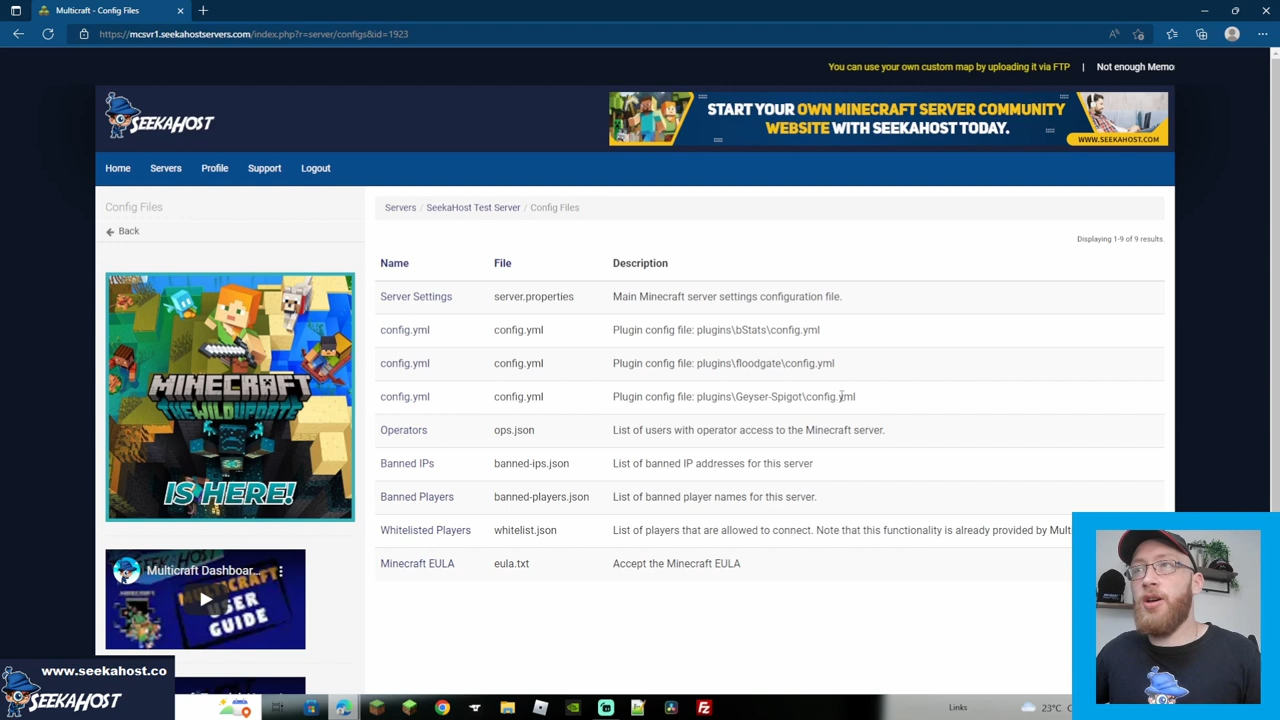 Multicraft - Config Files
https://mcsvr1.seekahostservers.com/index.php?r=server/configs&id=1923
You can use your own custom map by uploading it via FTP | Not enough Memo
SEEKAHOST
START YOUR OWN MINECRAFT SERVER COMMUNITY
WEBSITE WITH SEEKAHOST TODAY.
WWW.SEEKAHOST.COM
Home Servers Profile Support Logout
Config Files
Back
Servers / SeekaHost Test Server / Config Files
Displaying 1-9 of 9 results.
Name File Description
Server Settings server.properties Main Minecraft server settings configuration file.
config.yml config.yml Plugin config file: plugins\bStats\config.yml
config.yml config.yml Plugin config file: plugins\floodgate\config.yml
config.yml config.yml Plugin config file: plugins\Geyser-Spigot\config.yml
Operators ops.json List of users with operator access to the Minecraft server.
Banned IPs banned-ips.json List of banned IP addresses for this server
Banned Players banned-players.json List of banned player names for this server.
Whitelisted Players whitelist.json List of players that are allowed to connect. Note that this functionality is already provided by Mult
Minecraft EULA eula.txt Accept the Minecraft EULA
MINECRAFT
THE WILD UPDATE
IS HERE!
Minecraft Dashboar...
MULTICRAFT
USER
GUIDE
www.seekahost.co
SEEKAHOST
Links
23°C